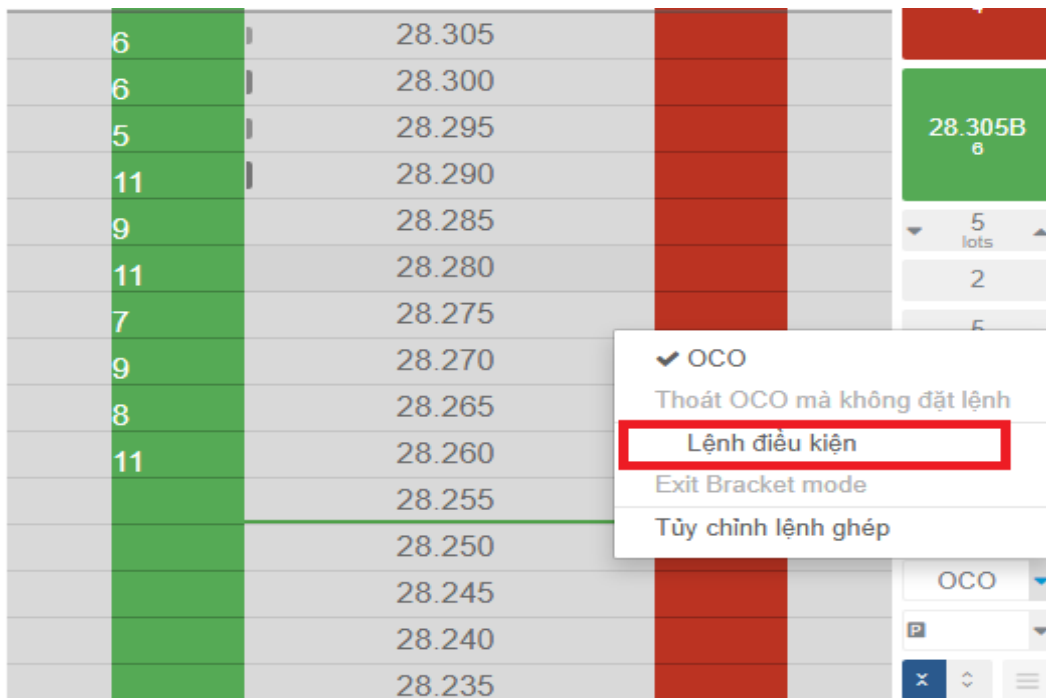 6 28.305
6 28.300
5 28.295
11 28.290
9 28.285
11 28.280
7 28.275
9 28.270
8 28.265
11 28.260
28.255
28.250
28.245
28.240
28.235
28.305B
6
5
lots
2
✔ OCO
Thoát OCO mà không đặt lệnh
Lệnh điều kiện
Exit Bracket mode
Tùy chỉnh lệnh ghép
OCO
P